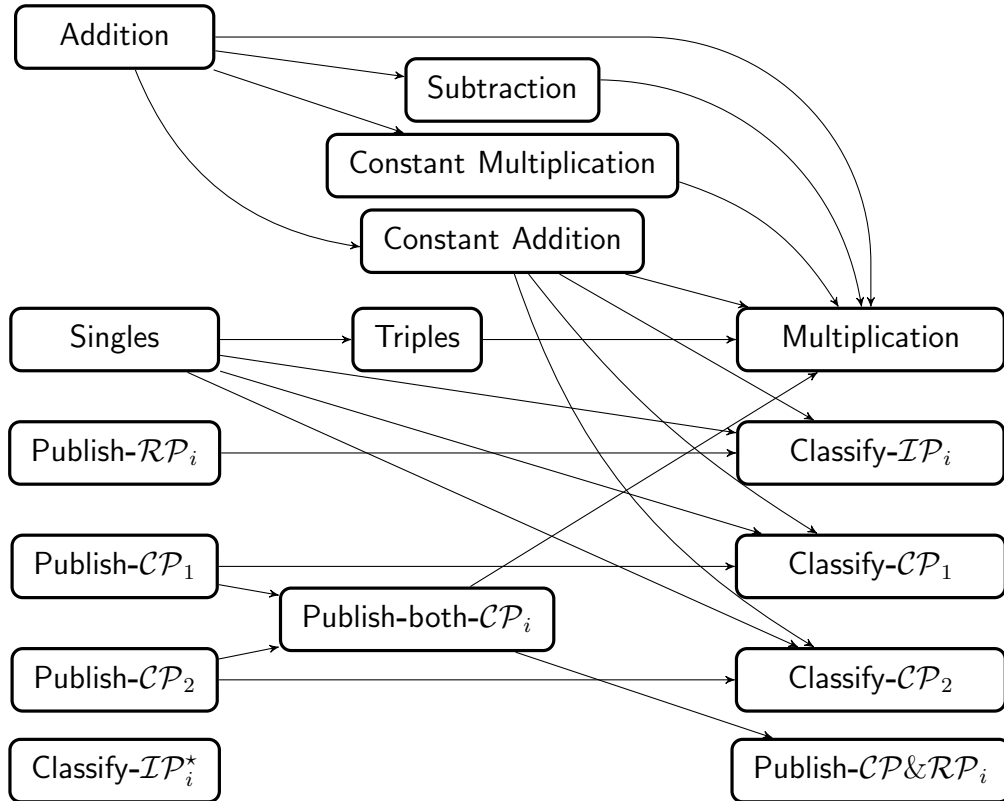 Addition
Subtraction
Constant Multiplication
Constant Addition
Singles
Triples
Multiplication
Publish-𝓡𝓟ᵢ
Classify-𝓘𝓟ᵢ
Publish-𝓒𝓟₁
Classify-𝓒𝓟₁
Publish-both-𝓒𝓟ᵢ
Publish-𝓒𝓟₂
Classify-𝓒𝓟₂
Classify-𝓘𝓟ᵢ⋆
Publish-𝓒𝓟&𝓡𝓟ᵢ